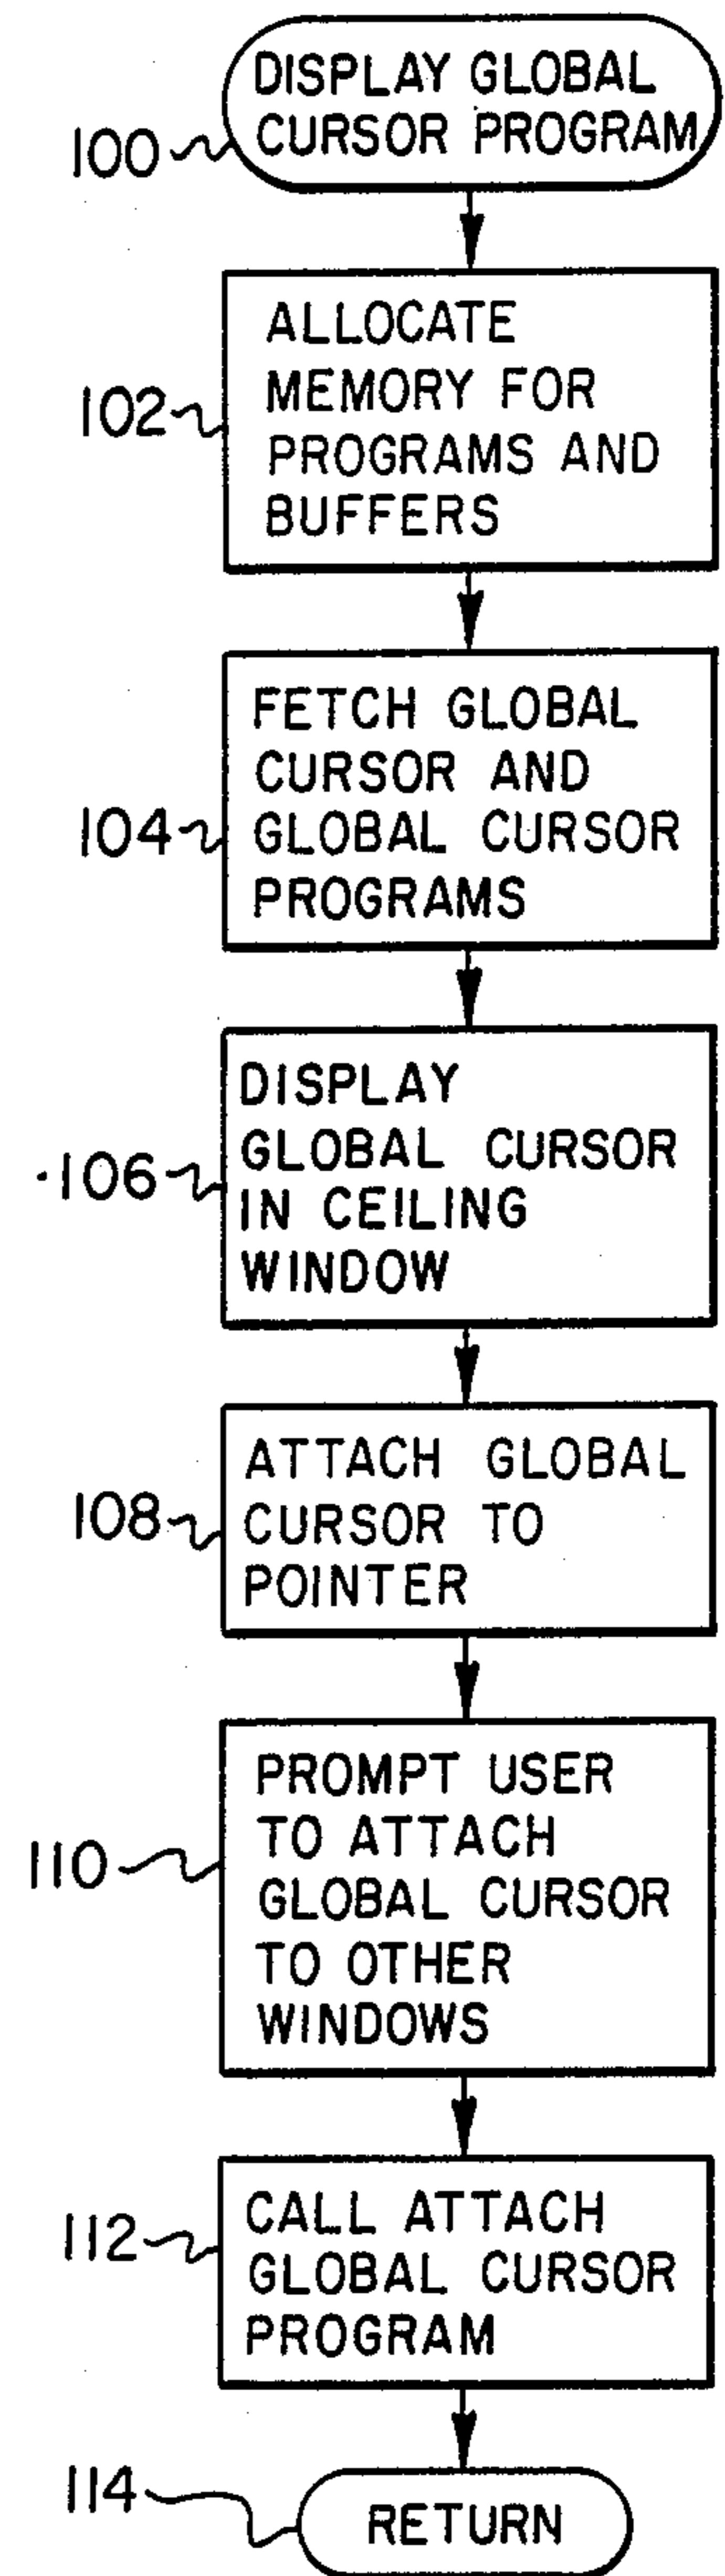 DISPLAY GLOBAL
CURSOR PROGRAM
100
ALLOCATE
MEMORY FOR
PROGRAMS AND
BUFFERS
102
FETCH GLOBAL
CURSOR AND
GLOBAL CURSOR
PROGRAMS
104
DISPLAY
GLOBAL CURSOR
IN CEILING
WINDOW
106
ATTACH GLOBAL
CURSOR TO
POINTER
108
PROMPT USER
TO ATTACH
GLOBAL CURSOR
TO OTHER
WINDOWS
110
CALL ATTACH
GLOBAL CURSOR
PROGRAM
112
RETURN
114